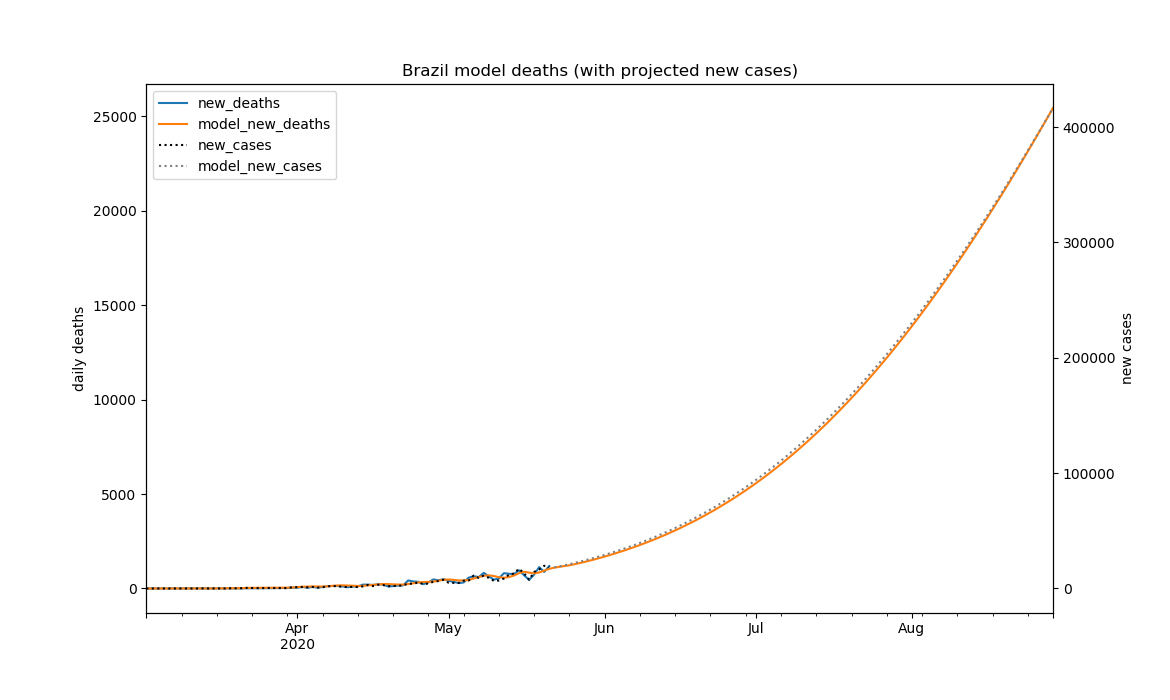 Brazil model deaths (with projected new cases)
new_deaths
model_new_deaths
new_cases
model_new_cases
25000
20000
15000
10000
5000
0
daily deaths
400000
300000
200000
100000
0
new cases
Apr
2020
May
Jun
Jul
Aug